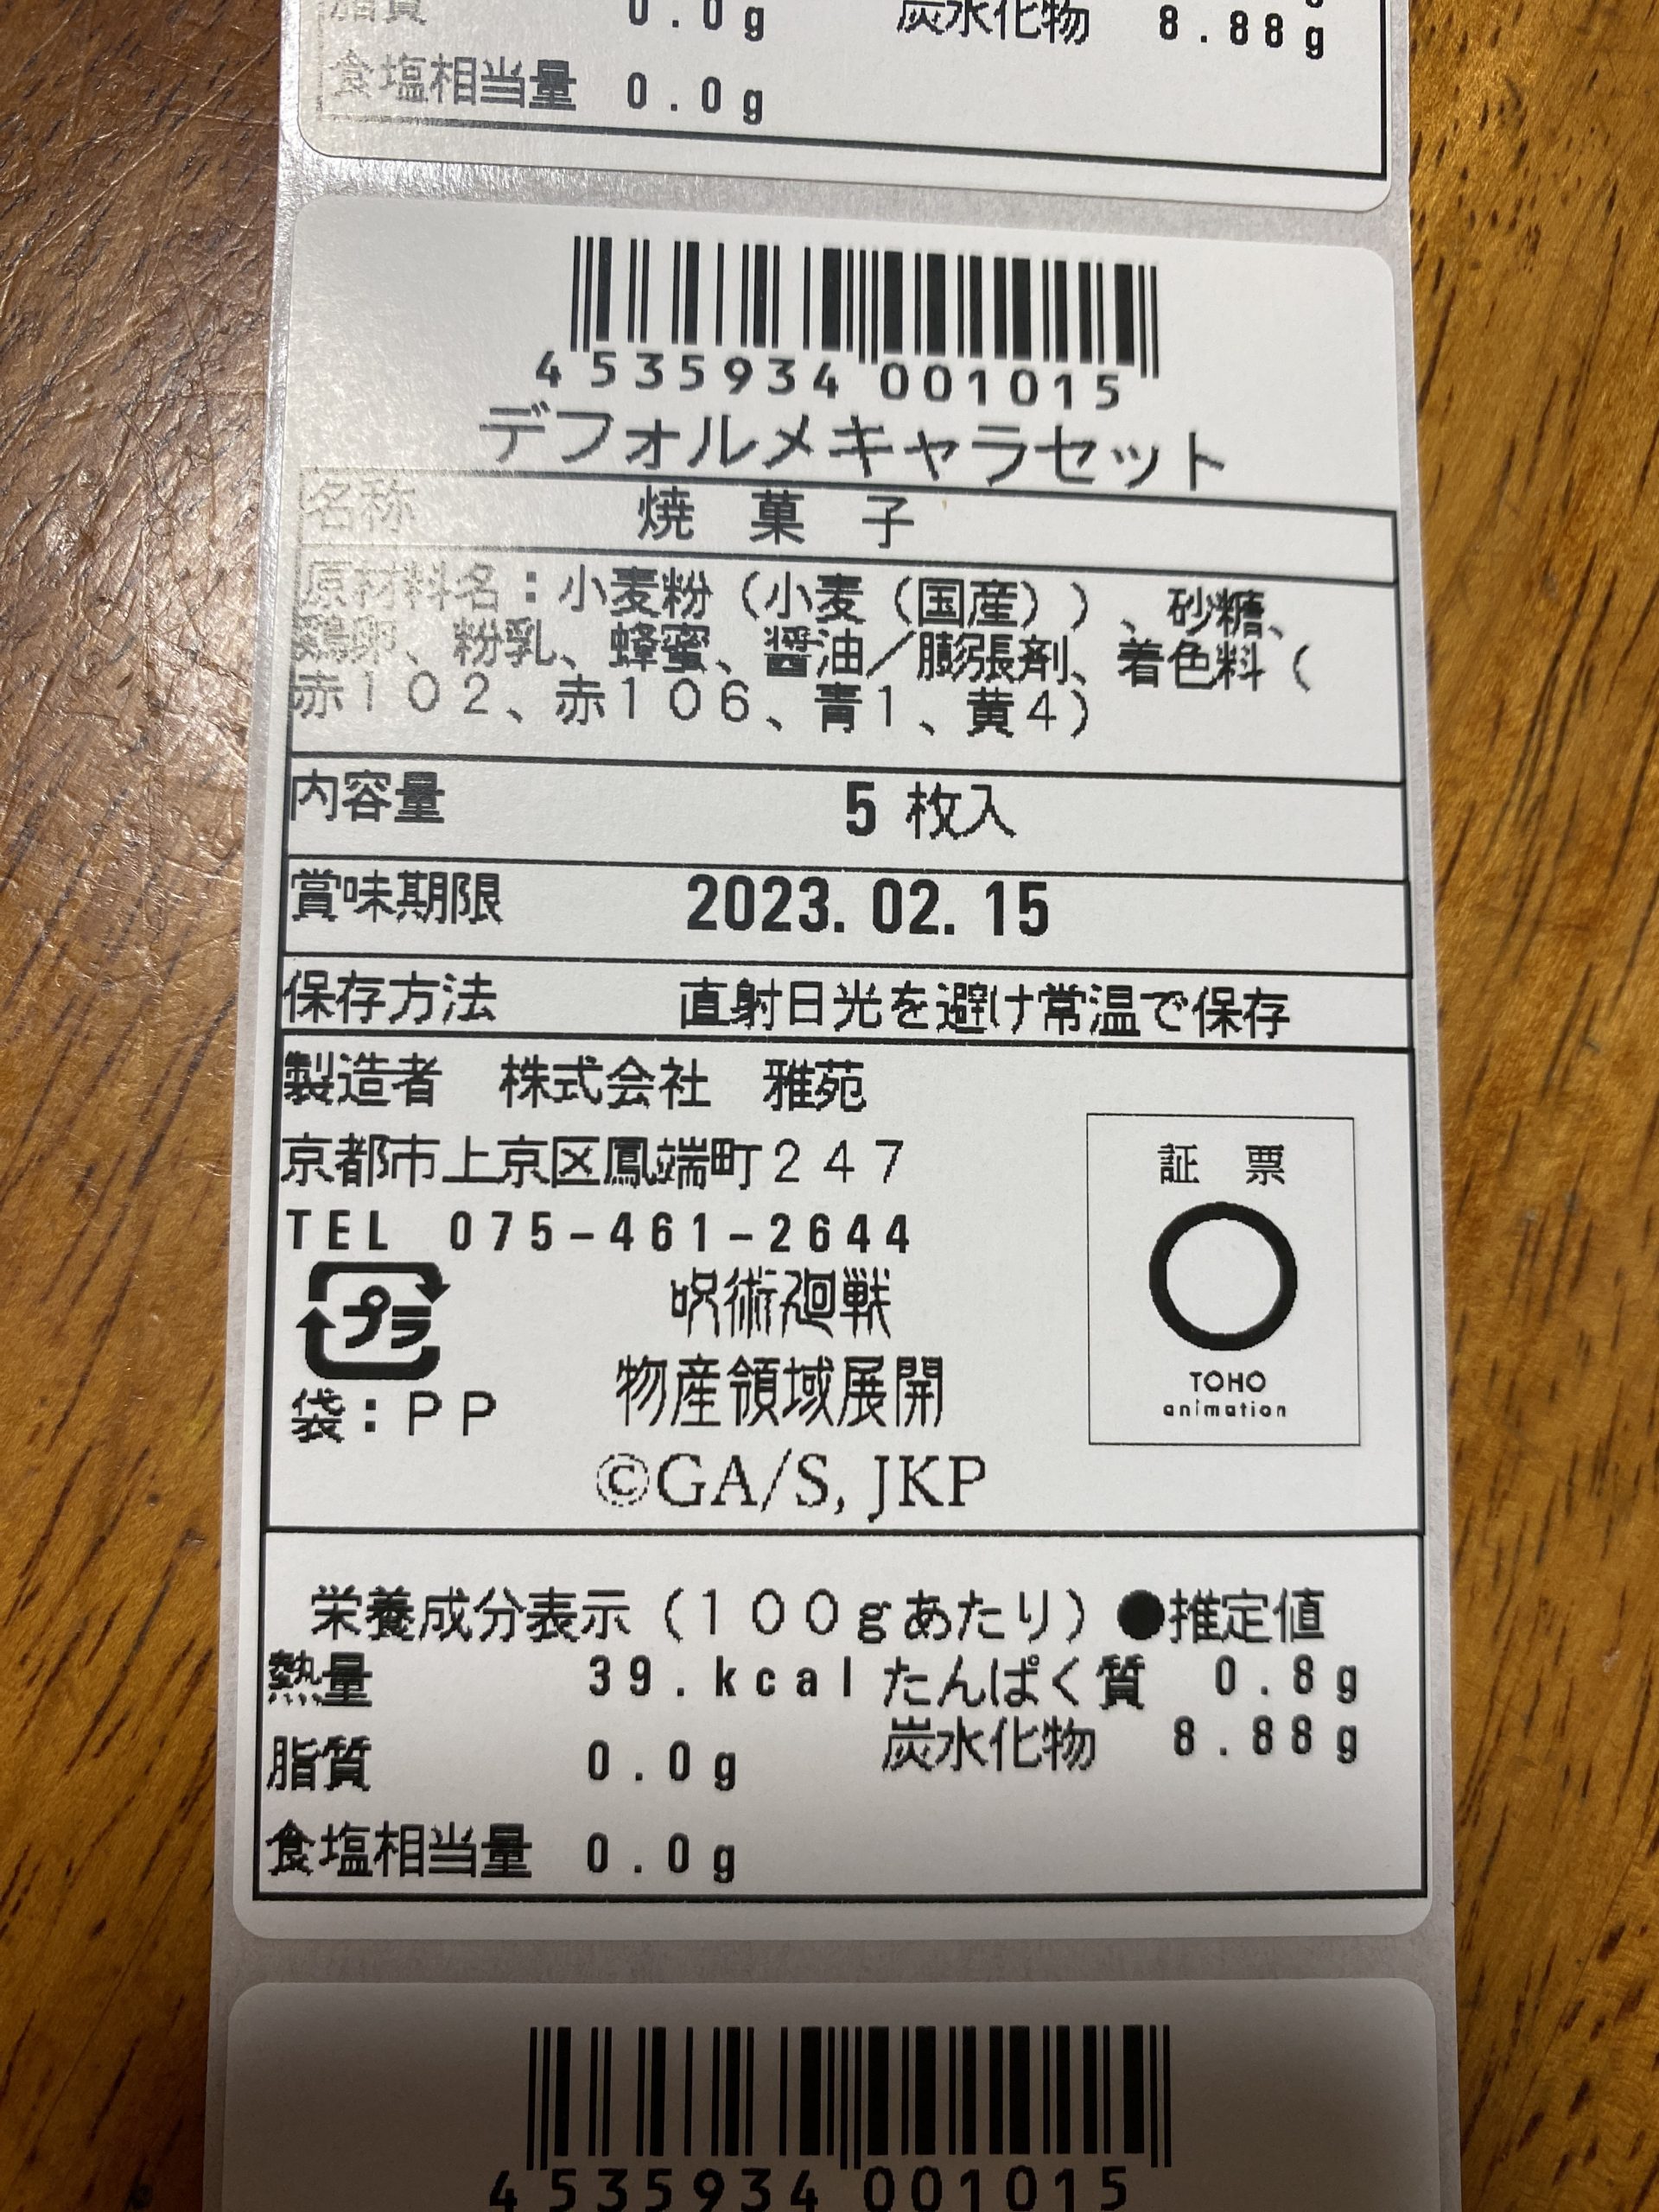 脂質 0.0g 炭水化物 8.88g
食塩相当量 0.0g
4 535934 001015
デフォルメキャラセット
名称 焼 菓 子
原材料名：小麦粉（小麦（国産））、砂糖、
鶏卵、粉乳、蜂蜜、醤油／膨張剤、着色料（
赤１０２、赤１０６、青１、黄４）
内容量 5 枚入
賞味期限 2023.02.15
保存方法 直射日光を避け常温で保存
製造者 株式会社 雅苑
京都市上京区鳳端町２４７
TEL 075-461-2644
プラ
袋：ＰＰ
呪術廻戦
物産領域展開
©GA/S, JKP
証 票
TOHO
animation
栄養成分表示（１００ｇあたり）●推定値
熱量 39.kcal たんぱく質 0.8g
脂質 0.0g 炭水化物 8.88g
食塩相当量 0.0g
4 535934 001015